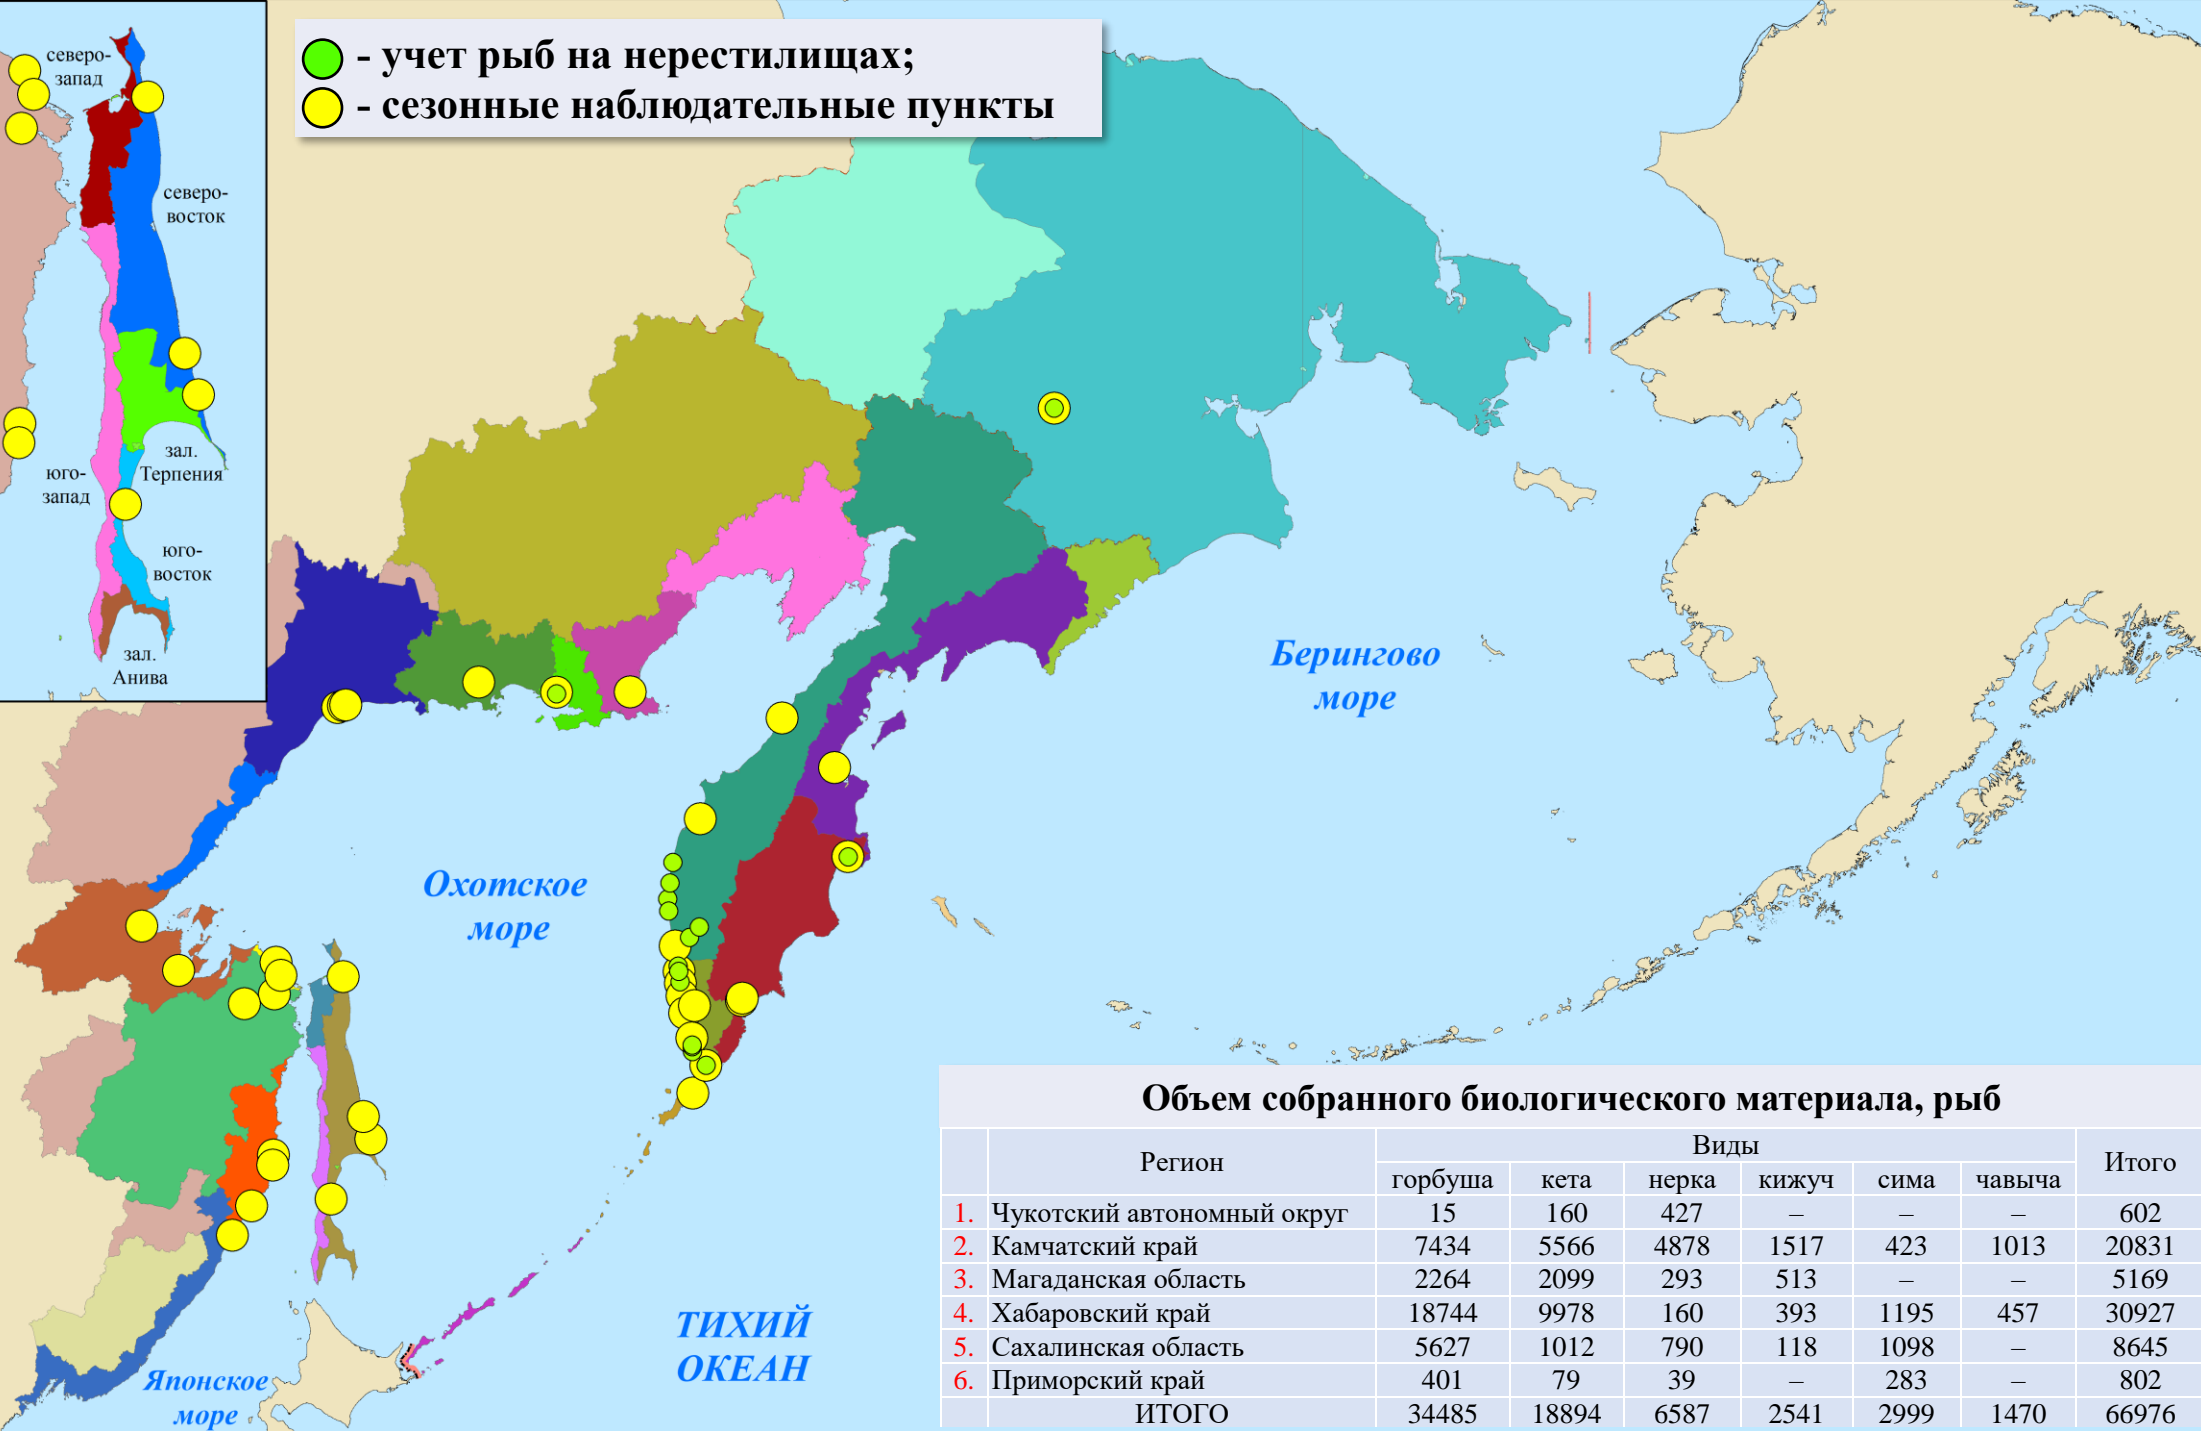 - учет рыб на нерестилищах;
- сезонные наблюдательные пункты
северо-
запад
северо-
восток
зал.
Терпения
юго-
запад
юго-
восток
зал.
Анива
Берингово
море
Охотское
море
ТИХИЙ
ОКЕАН
Японское
море
Объем собранного биологического материала, рыб
Регион Виды Итого
горбуша кета нерка кижуч сима чавыча
1. Чукотский автономный округ 15 160 427 – – – 602
2. Камчатский край 7434 5566 4878 1517 423 1013 20831
3. Магаданская область 2264 2099 293 513 – – 5169
4. Хабаровский край 18744 9978 160 393 1195 457 30927
5. Сахалинская область 5627 1012 790 118 1098 – 8645
6. Приморский край 401 79 39 – 283 – 802
ИТОГО 34485 18894 6587 2541 2999 1470 66976